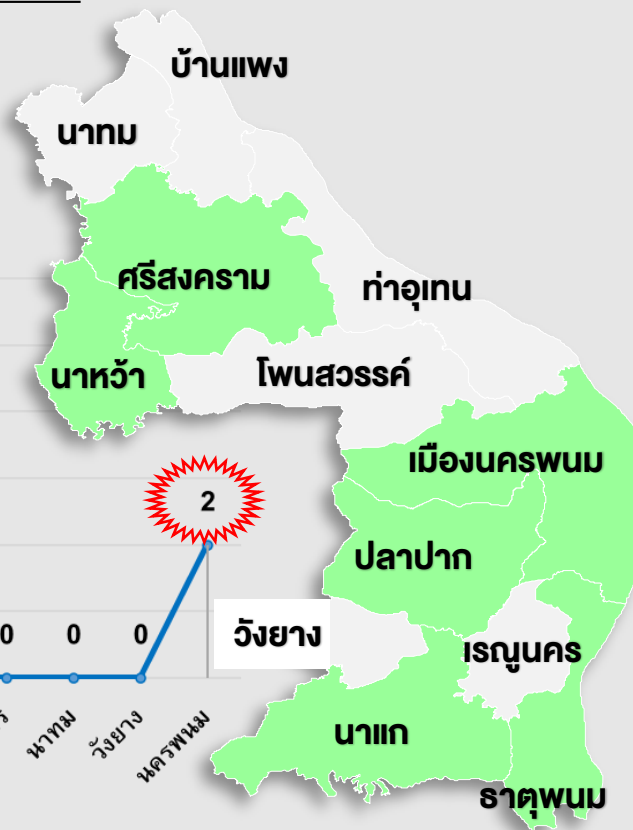 บ้านแพง
นาทม
ศรีสงคราม
ท่าอุเทน
นาหว้า
โพนสวรรค์
เมืองนครพนม
2
ปลาปาก
0 0 0
วังยาง
เรณูนคร
นาทม
วังยาง
นครพนม
นาแก
ธาตุพนม